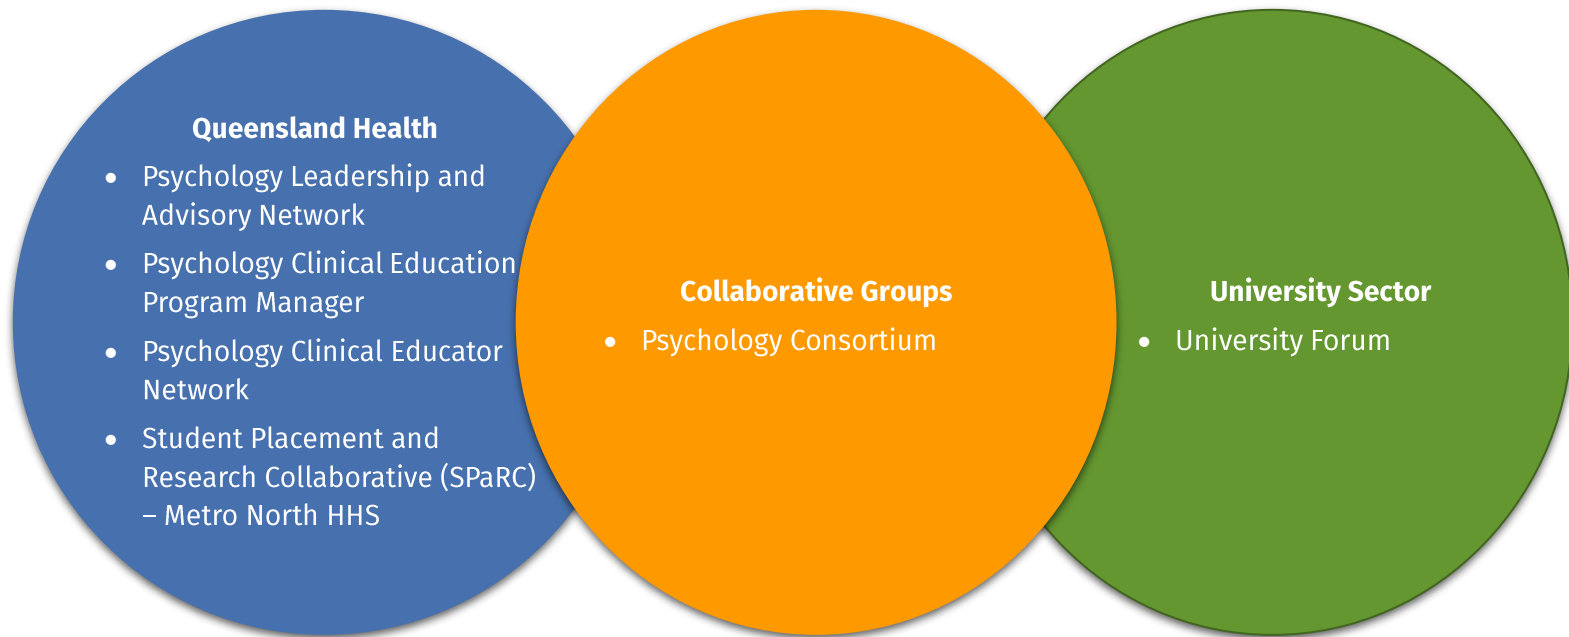 Queensland Health
• Psychology Leadership and
Advisory Network
• Psychology Clinical Education
Program Manager
• Psychology Clinical Educator
Network
• Student Placement and
Research Collaborative (SPaRC)
– Metro North HHS
Collaborative Groups
• Psychology Consortium
University Sector
• University Forum